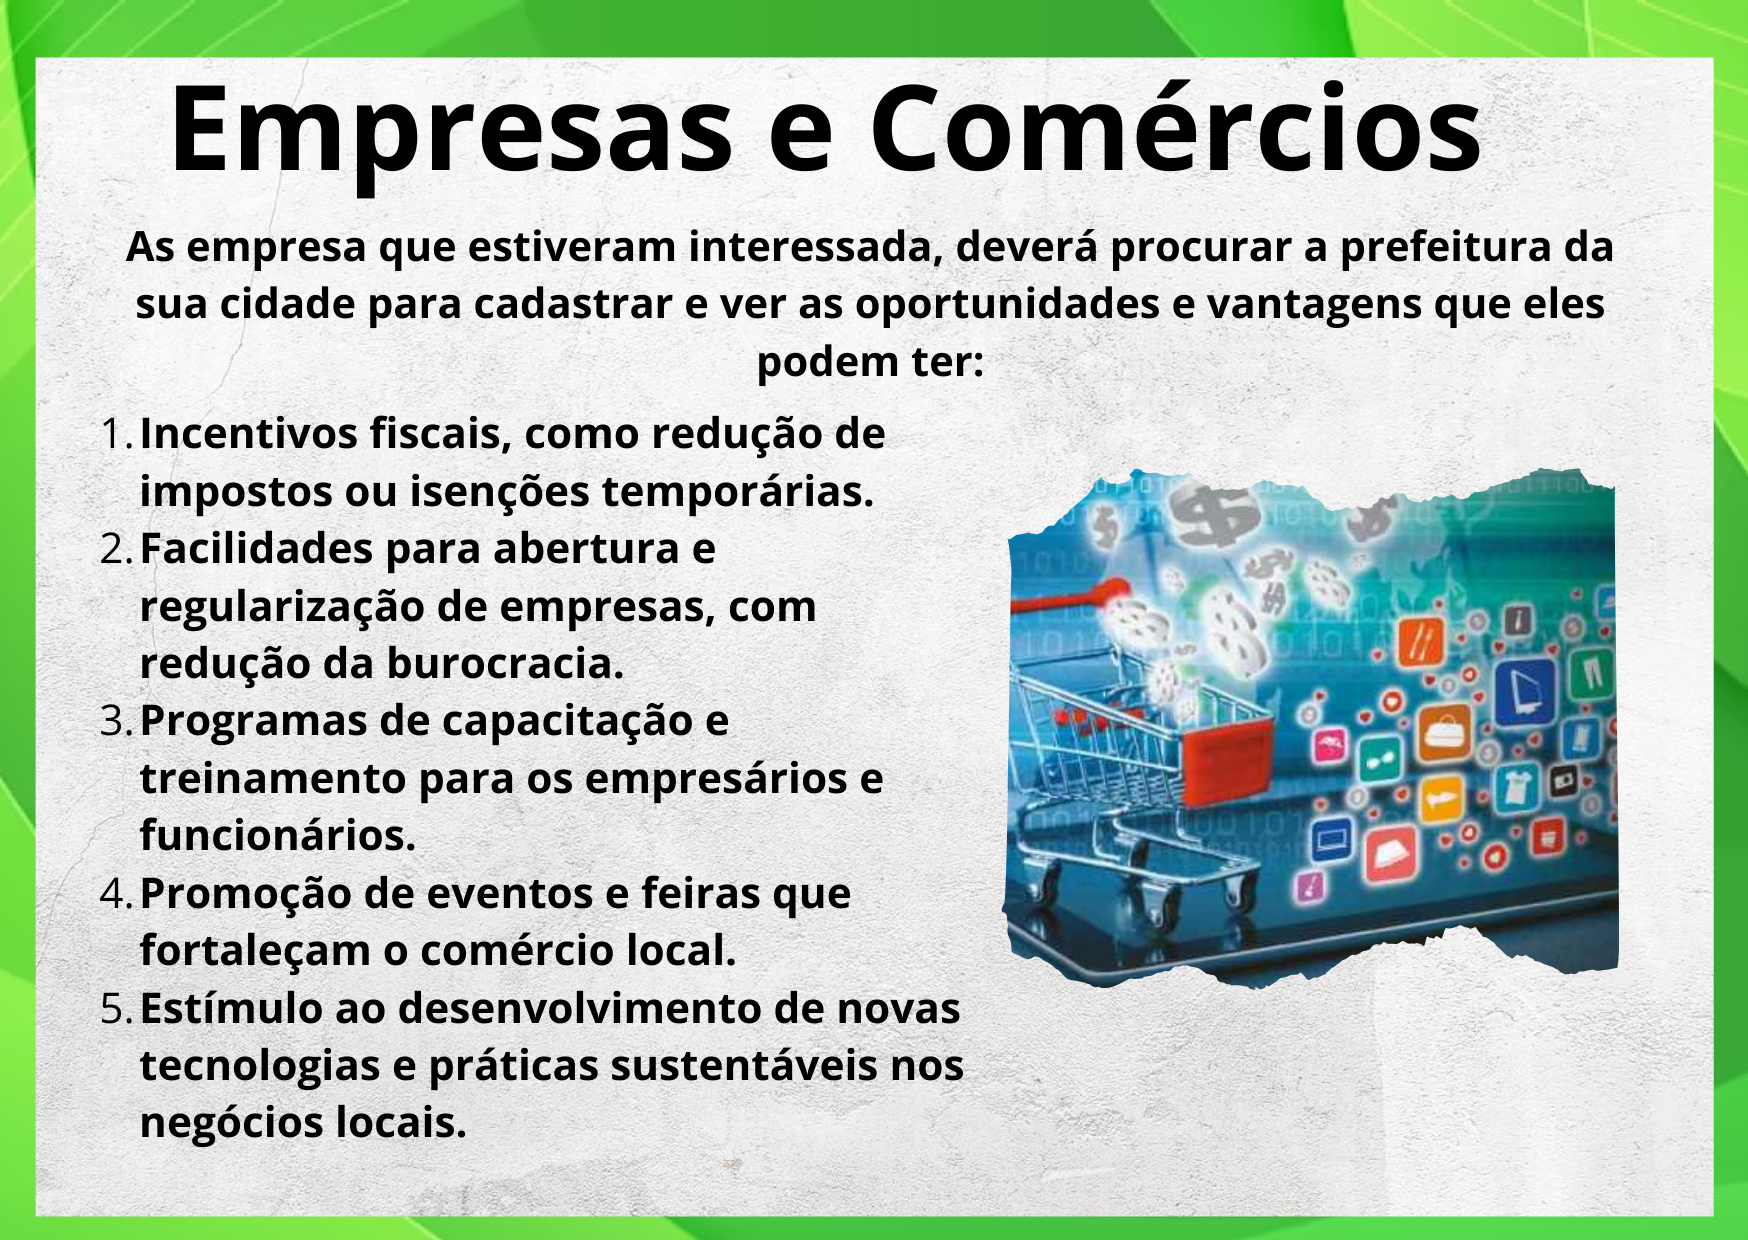 Empresas e Comércios
As empresa que estiveram interessada, deverá procurar a prefeitura da
sua cidade para cadastrar e ver as oportunidades e vantagens que eles
podem ter:
1. Incentivos fiscais, como redução de
impostos ou isenções temporárias.
2. Facilidades para abertura e
regularização de empresas, com
redução da burocracia.
3. Programas de capacitação e
treinamento para os empresários e
funcionários.
4. Promoção de eventos e feiras que
fortaleçam o comércio local.
5. Estímulo ao desenvolvimento de novas
tecnologias e práticas sustentáveis nos
negócios locais.